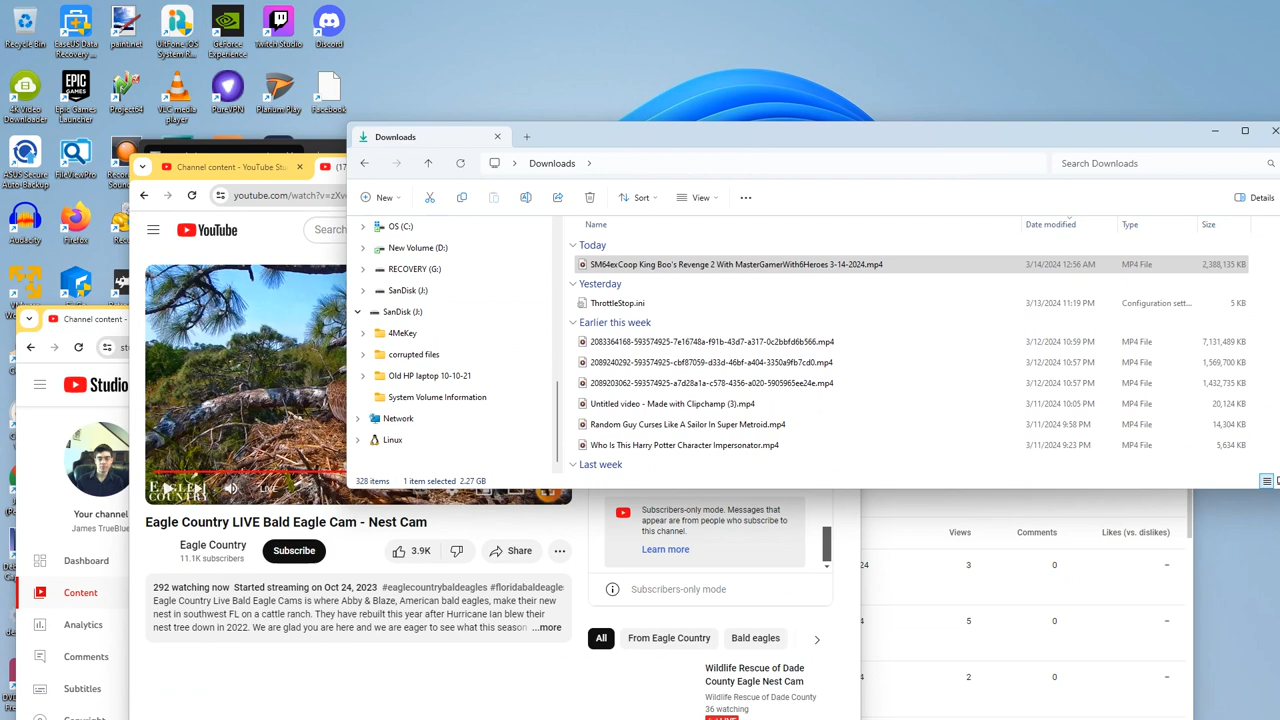 Recycle Bin
EaseUS Data Recovery ...
paint.net
UltFone iOS System R...
GeForce Experience
Twitch Studio
Discord
4K Video Downloader
EPIC GAMES
Epic Games Launcher
Project64
VLC media player
PureVPN
Plarium Play
Facebook
ASUS Secure Auto-Backup
FileViewPro
Audacity
Firefox
Downloads
Downloads
Search Downloads
New
Sort
View
Details
OS (C:)
New Volume (D:)
RECOVERY (G:)
SanDisk (J:)
SanDisk (J:)
4MeKey
corrupted files
Old HP laptop 10-10-21
System Volume Information
Network
Linux
328 items 1 item selected 2.27 GB
Name Date modified Type Size
Today
SM64exCoop King Boo's Revenge 2 With MasterGamerWith6Heroes 3-14-2024.mp4 3/14/2024 12:56 AM MP4 File 2,388,135 KB
Yesterday
ThrottleStop.ini 3/13/2024 11:19 PM Configuration sett... 5 KB
Earlier this week
2083364168-593574925-7e16748a-f91b-43d7-a317-0c2bbfd6b566.mp4 3/12/2024 10:59 PM MP4 File 7,131,489 KB
2089240292-593574925-cbf87059-d33d-46bf-a404-3350a9fb7cd0.mp4 3/12/2024 10:57 PM MP4 File 1,569,700 KB
2089203062-593574925-a7d28a1a-c578-4356-a020-5905965ee24e.mp4 3/12/2024 10:57 PM MP4 File 1,432,735 KB
Untitled video - Made with Clipchamp (3).mp4 3/11/2024 10:05 PM MP4 File 20,124 KB
Random Guy Curses Like A Sailor In Super Metroid.mp4 3/11/2024 9:58 PM MP4 File 14,304 KB
Who Is This Harry Potter Character Impersonator.mp4 3/11/2024 9:23 PM MP4 File 5,634 KB
Last week
Channel content - YouTube Stu
(17
youtube.com/watch?v=zXv
YouTube
Search
EAGLE COUNTRY
LIVE
Eagle Country LIVE Bald Eagle Cam - Nest Cam
Eagle Country
11.1K subscribers
Subscribe
3.9K
Share
292 watching now Started streaming on Oct 24, 2023 #eaglecountrybaldeagles #floridabaldeagles
Eagle Country Live Bald Eagle Cams is where Abby & Blaze, American bald eagles, make their new
nest in southwest FL on a cattle ranch. They have rebuilt this year after Hurricane Ian blew their
nest tree down in 2022. We are glad you are here and we are eager to see what this season ...more
Subscribers-only mode. Messages that
appear are from people who subscribe to
this channel.
Learn more
Subscribers-only mode
All
From Eagle Country
Bald eagles
Wildlife Rescue of Dade
County Eagle Nest Cam
Wildlife Rescue of Dade County
36 watching
LIVE
Channel content -
Studio
Your channel
James TrueBlue
Dashboard
Content
Analytics
Comments
Subtitles
Copyright
Views Comments Likes (vs. dislikes)
24 3 0 –
5 0 –
4 2 0 –